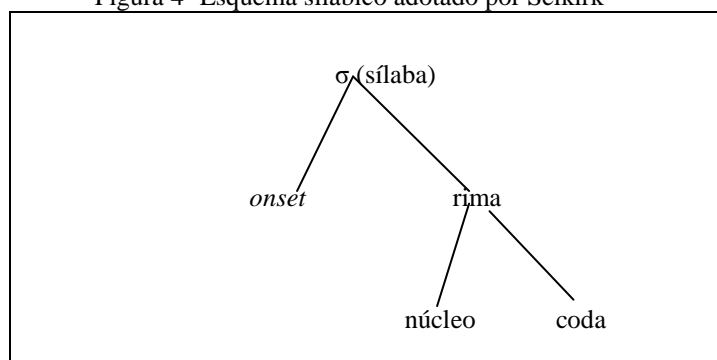 Figura 4- Esquema silábico adotado por Selkirk
σ (sílaba)
onset rima
núcleo coda